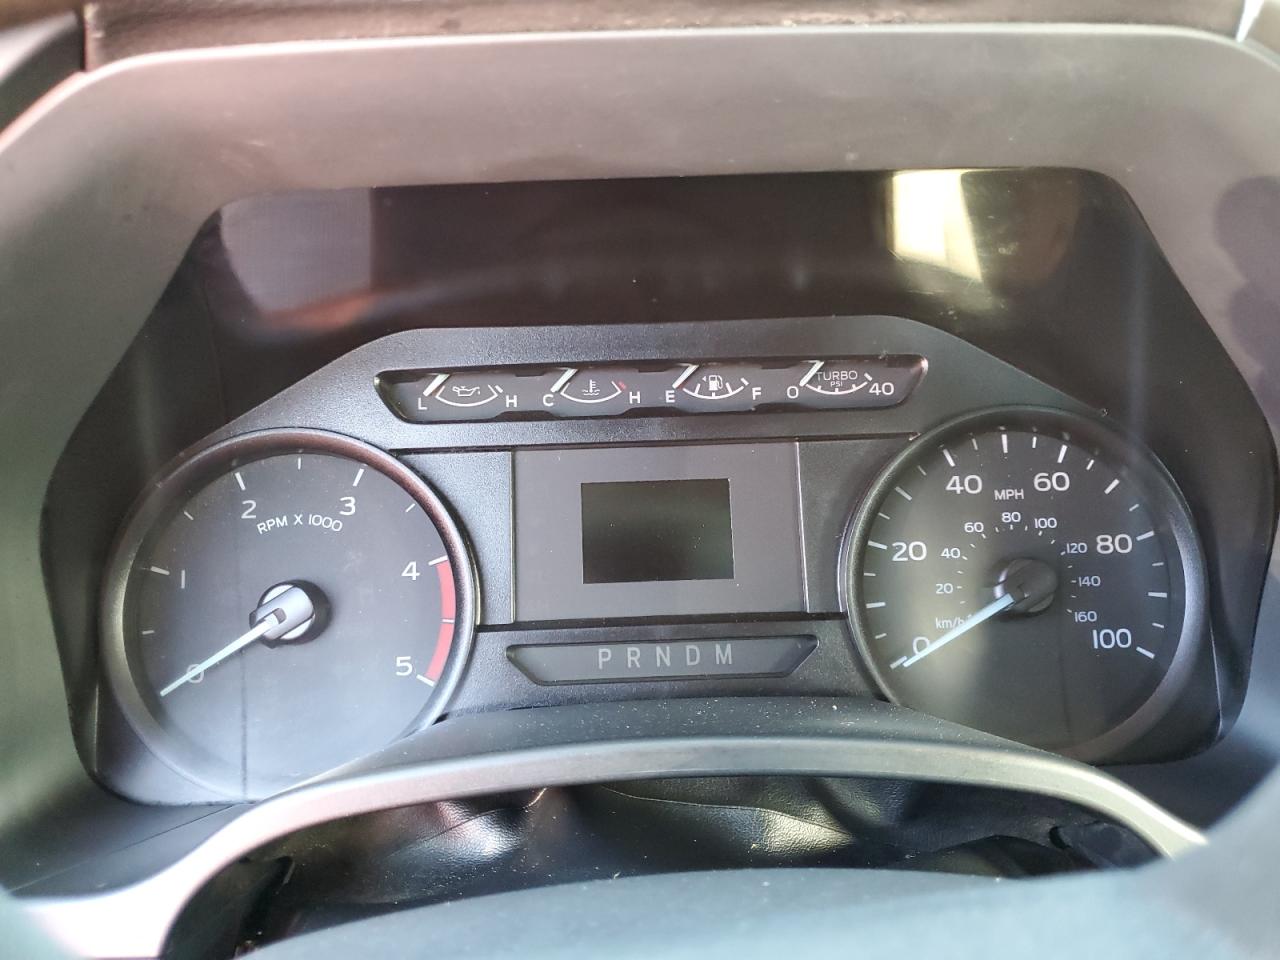 L H C H E F 0 TURBO PSI 40
0 1 2 3 4 5
RPM X 1000
0 20 40 60 80 100
MPH
20 40 60 80 100 120 140 160
km/h
P R N D M